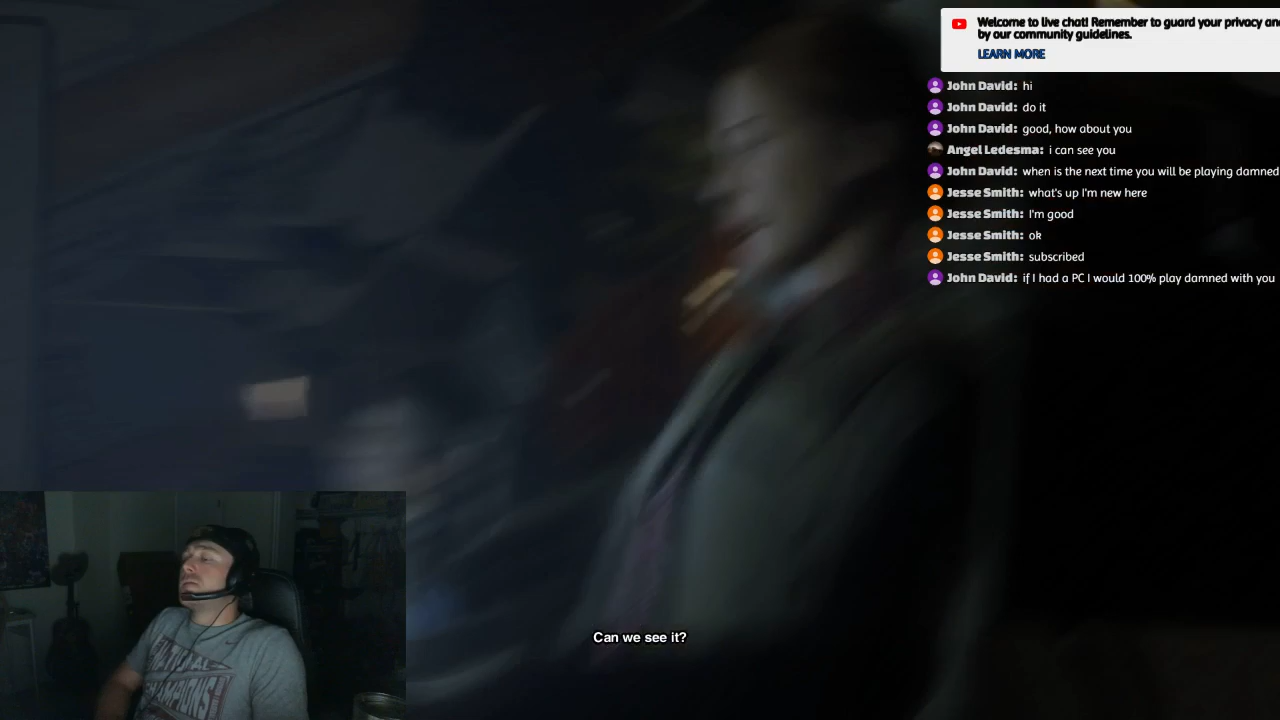 Welcome to live chat! Remember to guard your privacy an
by our community guidelines.
LEARN MORE
John David: hi
John David: do it
John David: good, how about you
Angel Ledesma: i can see you
John David: when is the next time you will be playing damned
Jesse Smith: what's up I'm new here
Jesse Smith: I'm good
Jesse Smith: ok
Jesse Smith: subscribed
John David: if I had a PC I would 100% play damned with you
NATIONAL
CHAMPIONS
Can we see it?